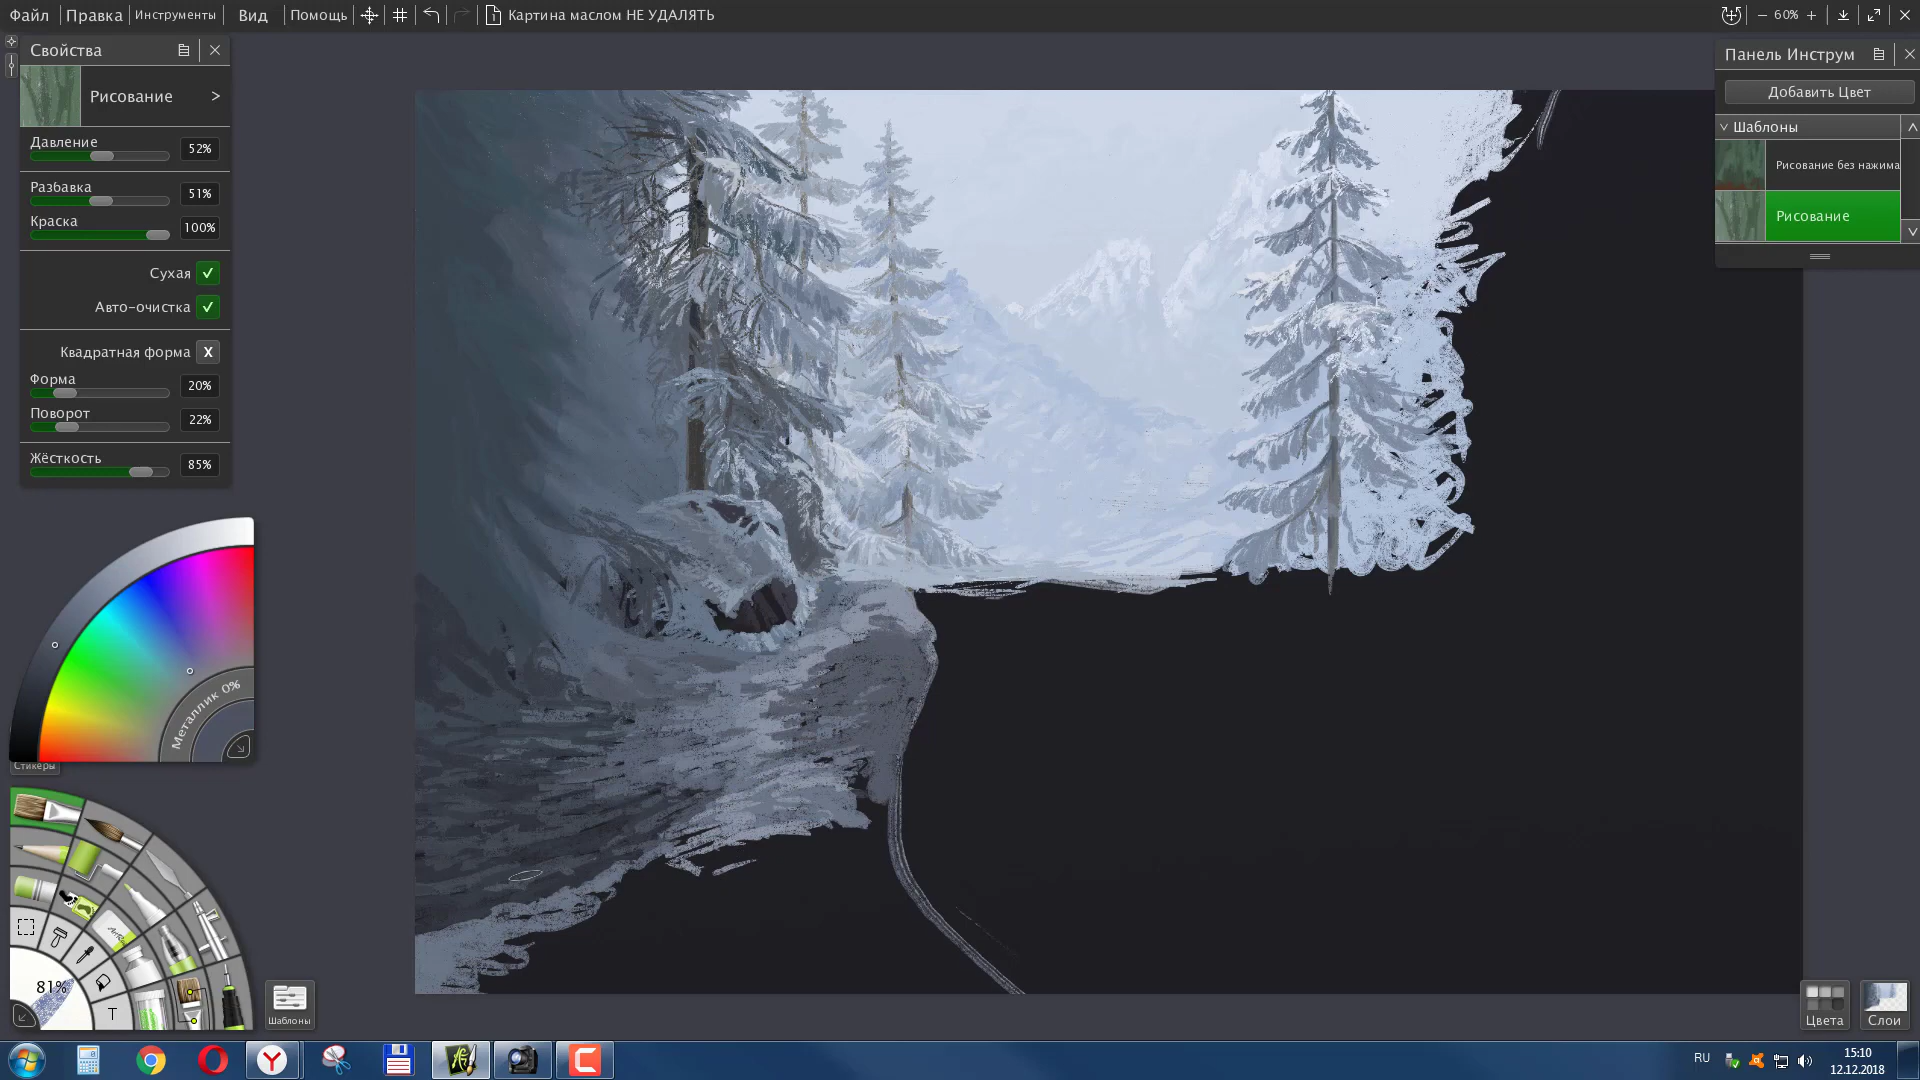 Файл Правка Инструменты Вид Помощь Картина маслом НЕ УДАЛЯТЬ 60%
Свойства
Рисование
Давление
52%
Разбавка
51%
Краска
100%
Сухая
Авто-очистка
Квадратная форма X
Форма
20%
Поворот
22%
Жёсткость
85%
Панель Инструм
Добавить Цвет
Шаблоны
Рисование без нажима
Рисование
Металлик 0%
Стикеры
81%
T
Шаблоны
Цвета
Слои
RU
15:10
12.12.2018